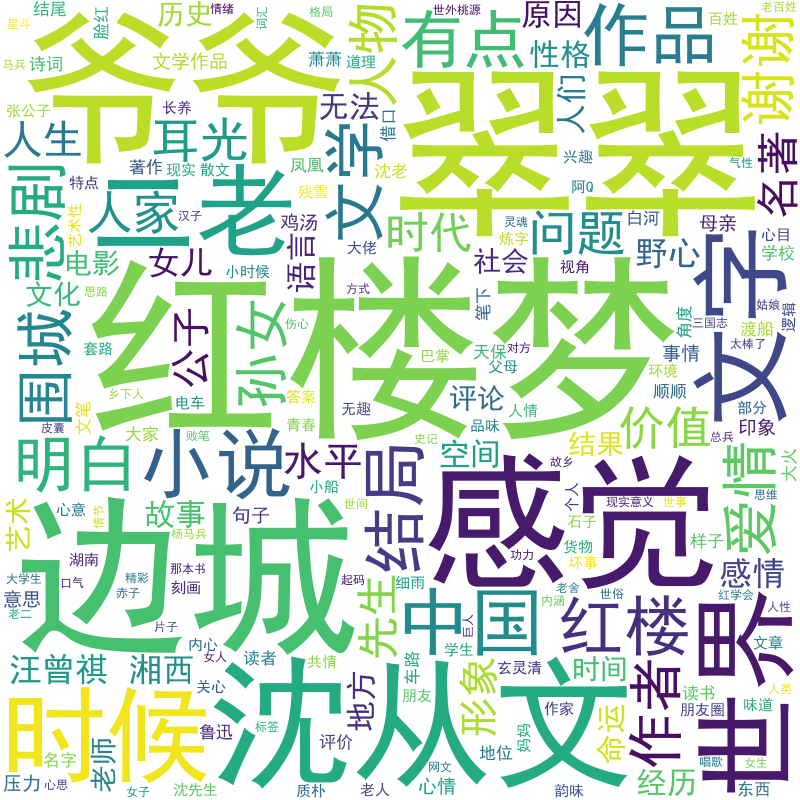 结尾
历史
情绪
词汇
格局
世外桃源
原因
百姓
老百姓
星斗
脸红
爷爷
人物
有点
作品
谢谢
马兵
诗词
文学作品
萧萧
道理
性格
翠翠
人们
张公子
长养
无法
借口
人生
耳光
著作
现实
散文
凤凰
文学
沈老
兴趣
名著
特点
悲剧
二老
人家
残雪
阿Q
气性
艺术性
汉子
鸡汤
大佬
时代
灵魂
炼字
问题
白河
母亲
心目
野心
学校
电影
女儿
小时候
语言
社会
视角
文字
文化
思路
公子
孙女
方式
笔下
角度
姑娘
逻辑
三国志
渡船
太棒了
围城
套路
红楼梦
伤心
巴掌
对方
天保
父母
事情
环境
乡下人
文笔
电车
答案
无趣
评论
人情
顺顺
部分
皮囊
败笔
大家
青春
史记
品味
价值
印象
总兵
明白
小说
水平
结局
空间
结果
大火
小船
故乡
个人
现实意义
世事
思维
爱情
艺术
心意
情节
故事
句子
世间
感觉
石子
样子
杨马兵
边城
货物
功力
坏事
湖南
那本书
刻画
起码
细雨
感情
大学生
口气
精彩
意思
赤子
老二
先生
中国
内涵
老舍
巨人
世俗
红楼
红学会
人性
片子
内心
学生
文章
世界
汪曾祺
湘西
读者
女人
共情
车路
玄灵清
形象
时间
作者
读书
人类
关心
地方
朋友
朋友圈
味道
时候
沈从文
鲁迅
标签
作家
命运
名字
老师
评价
网文
地位
妈妈
唱歌
女生
压力
心思
女子
沈先生
质朴
老人
心情
韵味
经历
东西